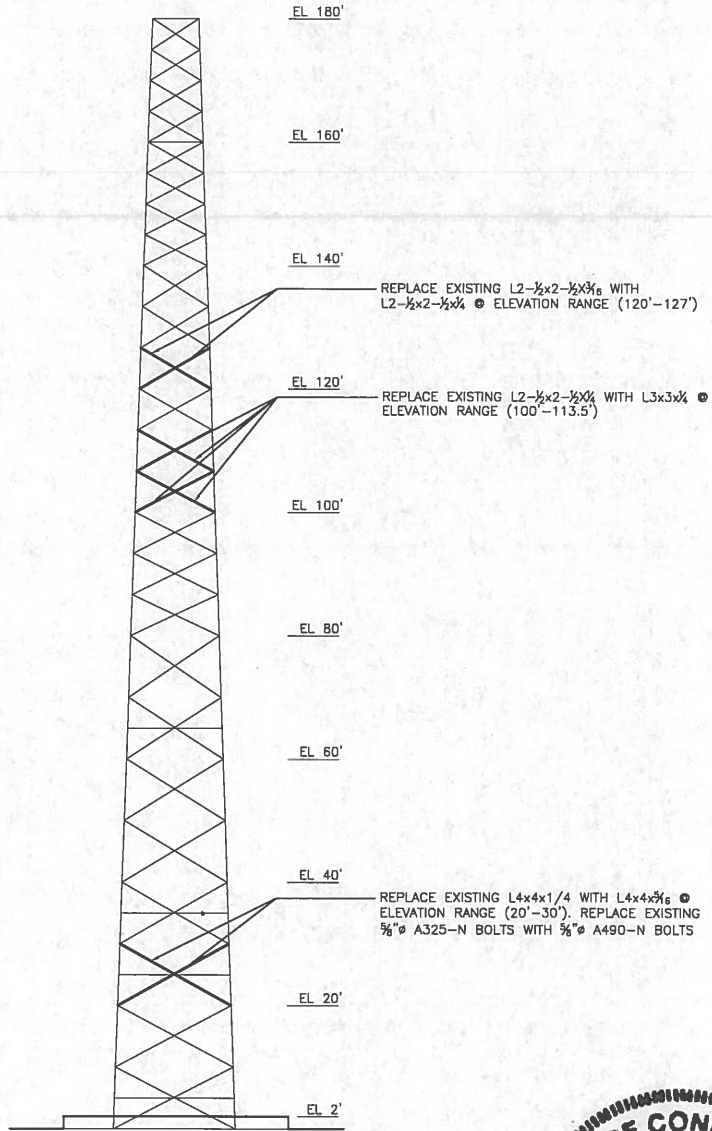 EL 180'
EL 160'
EL 140'
REPLACE EXISTING L2-½x2-½X³⁄₁₆ WITH
L2-½x2-½x¼ @ ELEVATION RANGE (120'-127')
EL 120'
REPLACE EXISTING L2-½x2-½X¼ WITH L3x3x¼ @
ELEVATION RANGE (100'-113.5')
EL 100'
EL 80'
EL 60'
EL 40'
REPLACE EXISTING L4x4x1/4 WITH L4x4x⁵⁄₁₆ @
ELEVATION RANGE (20'-30'). REPLACE EXISTING
⅝"ø A325-N BOLTS WITH ⅝"ø A490-N BOLTS
EL 20'
EL 2'